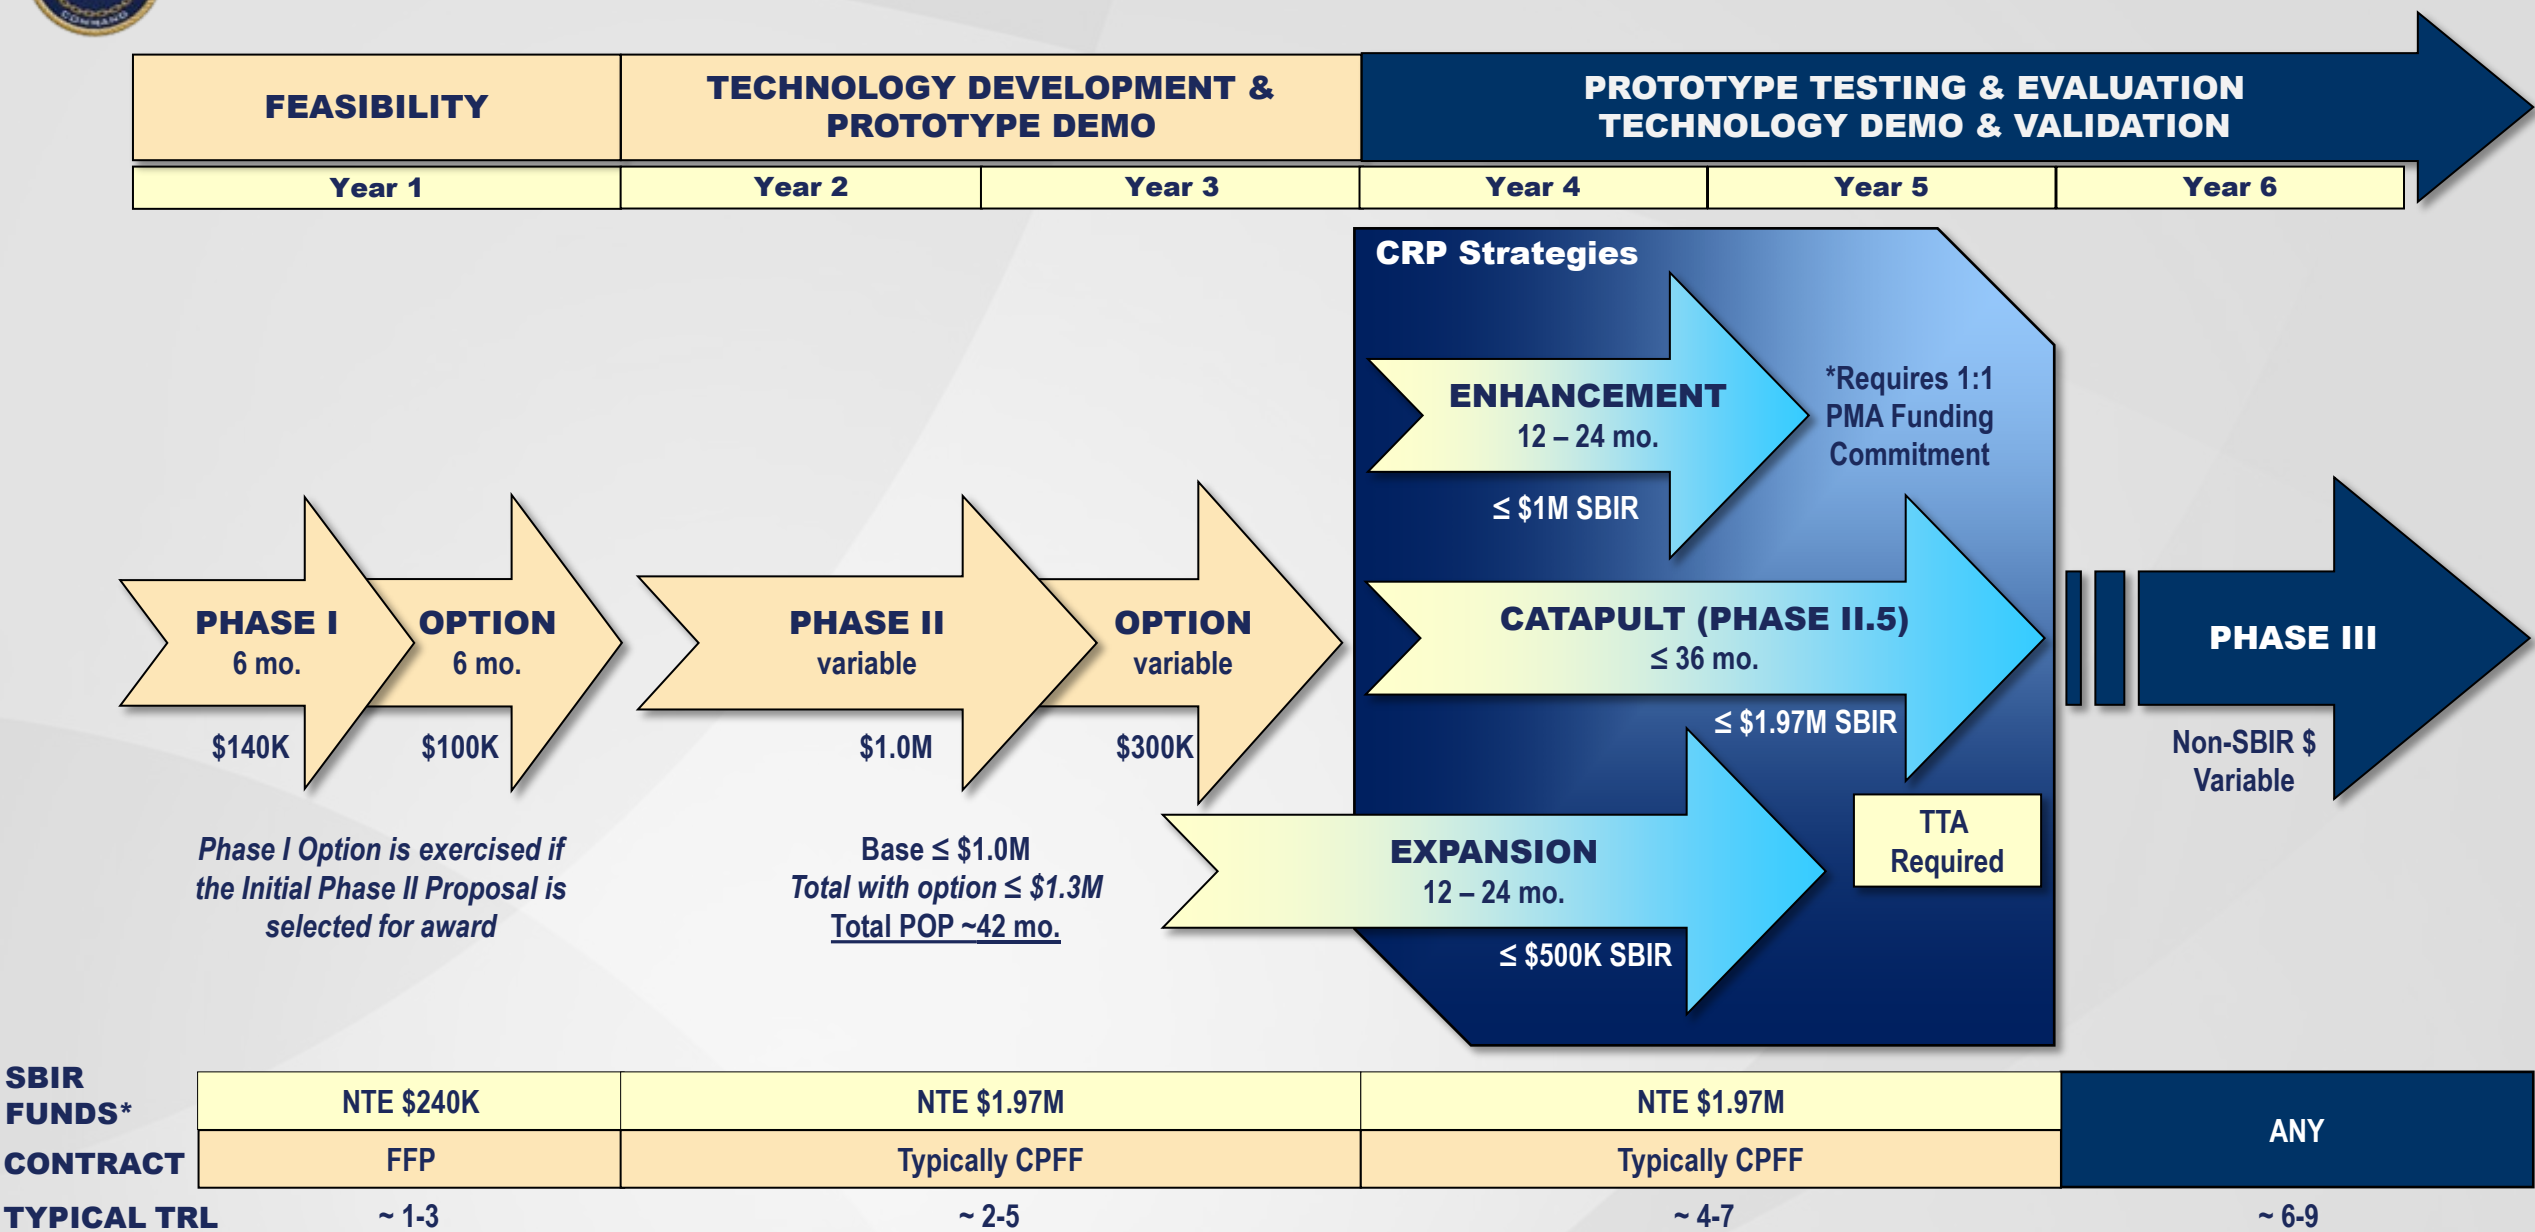 COMMAND
FEASIBILITY
TECHNOLOGY DEVELOPMENT &
PROTOTYPE DEMO
PROTOTYPE TESTING & EVALUATION
TECHNOLOGY DEMO & VALIDATION
Year 1
Year 2
Year 3
Year 4
Year 5
Year 6
CRP Strategies
ENHANCEMENT
12 – 24 mo.
≤ $1M SBIR
*Requires 1:1
PMA Funding
Commitment
PHASE I
6 mo.
$140K
OPTION
6 mo.
$100K
PHASE II
variable
$1.0M
OPTION
variable
$300K
CATAPULT (PHASE II.5)
≤ 36 mo.
≤ $1.97M SBIR
PHASE III
Non-SBIR $
Variable
Phase I Option is exercised if
the Initial Phase II Proposal is
selected for award
Base ≤ $1.0M
Total with option ≤ $1.3M
Total POP ~42 mo.
EXPANSION
12 – 24 mo.
≤ $500K SBIR
TTA
Required
SBIR
FUNDS*
NTE $240K
NTE $1.97M
NTE $1.97M
ANY
CONTRACT
FFP
Typically CPFF
Typically CPFF
TYPICAL TRL
~ 1-3
~ 2-5
~ 4-7
~ 6-9